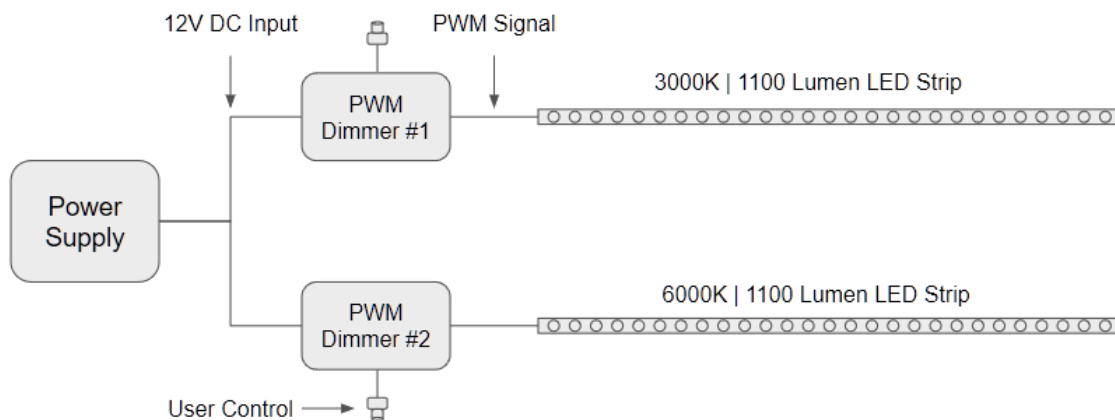 12V DC Input
PWM Signal
3000K | 1100 Lumen LED Strip
PWM
Dimmer #1
Power
Supply
6000K | 1100 Lumen LED Strip
PWM
Dimmer #2
User Control